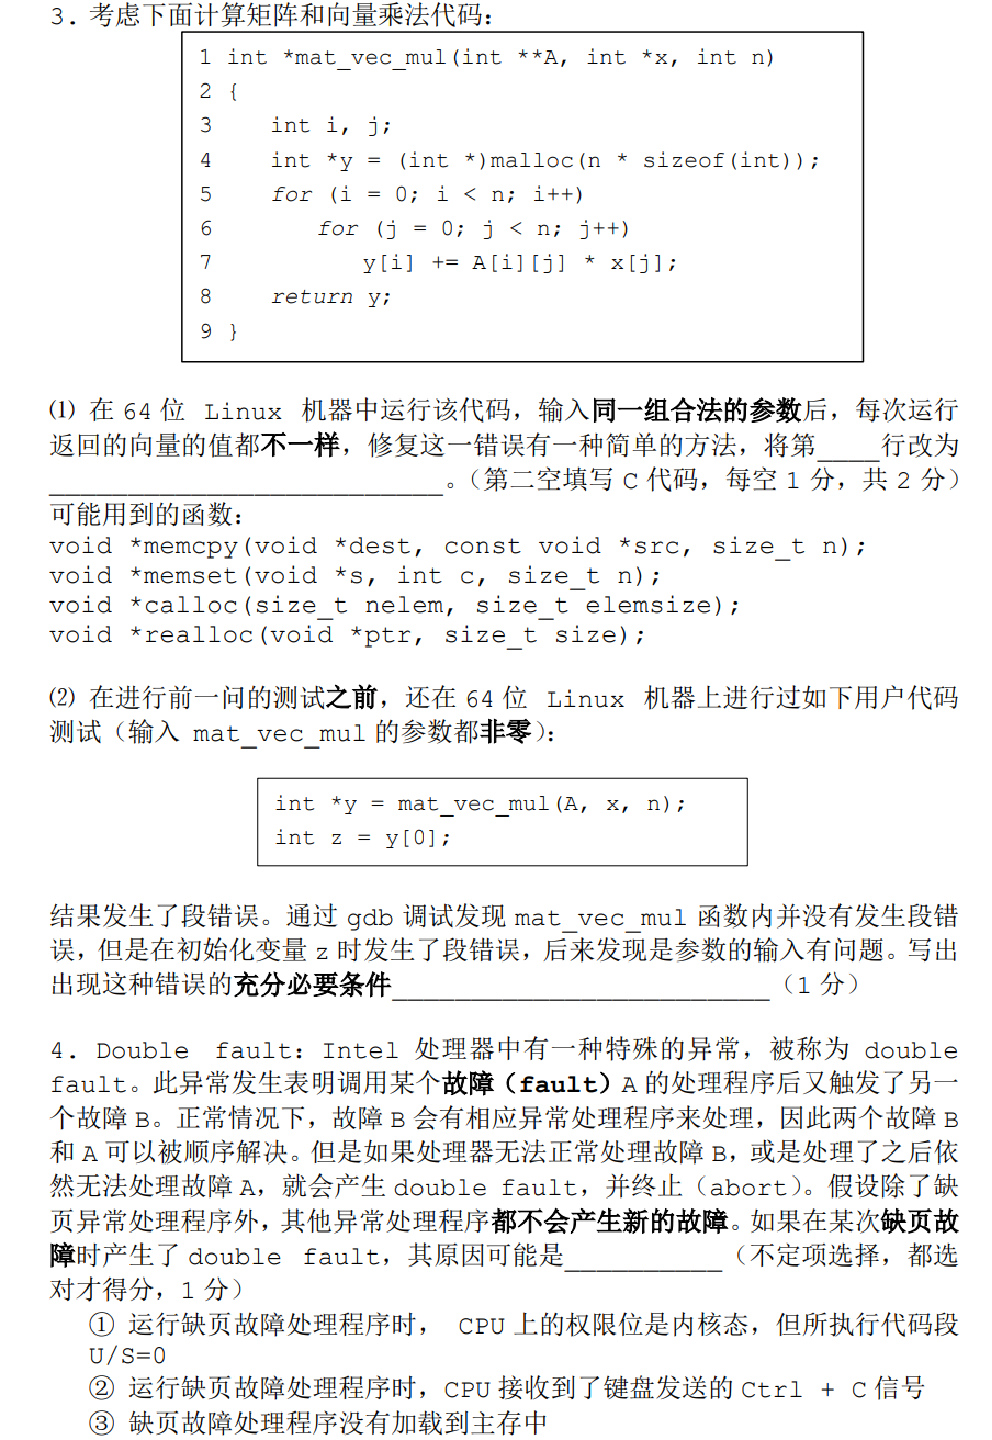 3. 考虑下面计算矩阵和向量乘法代码：
1 int *mat_vec_mul(int **A, int *x, int n)
2 {
3 int i, j;
4 int *y = (int *)malloc(n * sizeof(int));
5 for (i = 0; i < n; i++)
6 for (j = 0; j < n; j++)
7 y[i] += A[i][j] * x[j];
8 return y;
9 }
⑴ 在 64 位 Linux 机器中运行该代码，输入同一组合法的参数后，每次运行
返回的向量的值都不一样，修复这一错误有一种简单的方法，将第____行改为
_________________________。（第二空填写 C 代码，每空 1 分，共 2 分）
可能用到的函数：
void *memcpy(void *dest, const void *src, size_t n);
void *memset(void *s, int c, size_t n);
void *calloc(size_t nelem, size_t elemsize);
void *realloc(void *ptr, size_t size);
⑵ 在进行前一问的测试之前，还在 64 位 Linux 机器上进行过如下用户代码
测试（输入 mat_vec_mul 的参数都非零）：
int *y = mat_vec_mul(A, x, n);
int z = y[0];
结果发生了段错误。通过 gdb 调试发现 mat_vec_mul 函数内并没有发生段错
误，但是在初始化变量 z 时发生了段错误，后来发现是参数的输入有问题。写出
出现这种错误的充分必要条件________________________（1 分）
4. Double fault：Intel 处理器中有一种特殊的异常，被称为 double
fault。此异常发生表明调用某个故障（fault）A 的处理程序后又触发了另一
个故障 B。正常情况下，故障 B 会有相应异常处理程序来处理，因此两个故障 B
和 A 可以被顺序解决。但是如果处理器无法正常处理故障 B，或是处理了之后依
然无法处理故障 A，就会产生 double fault，并终止（abort）。假设除了缺
页异常处理程序外，其他异常处理程序都不会产生新的故障。如果在某次缺页故
障时产生了 double fault，其原因可能是__________（不定项选择，都选
对才得分，1 分）
① 运行缺页故障处理程序时， CPU 上的权限位是内核态，但所执行代码段
U/S=0
② 运行缺页故障处理程序时，CPU 接收到了键盘发送的 Ctrl + C 信号
③ 缺页故障处理程序没有加载到主存中